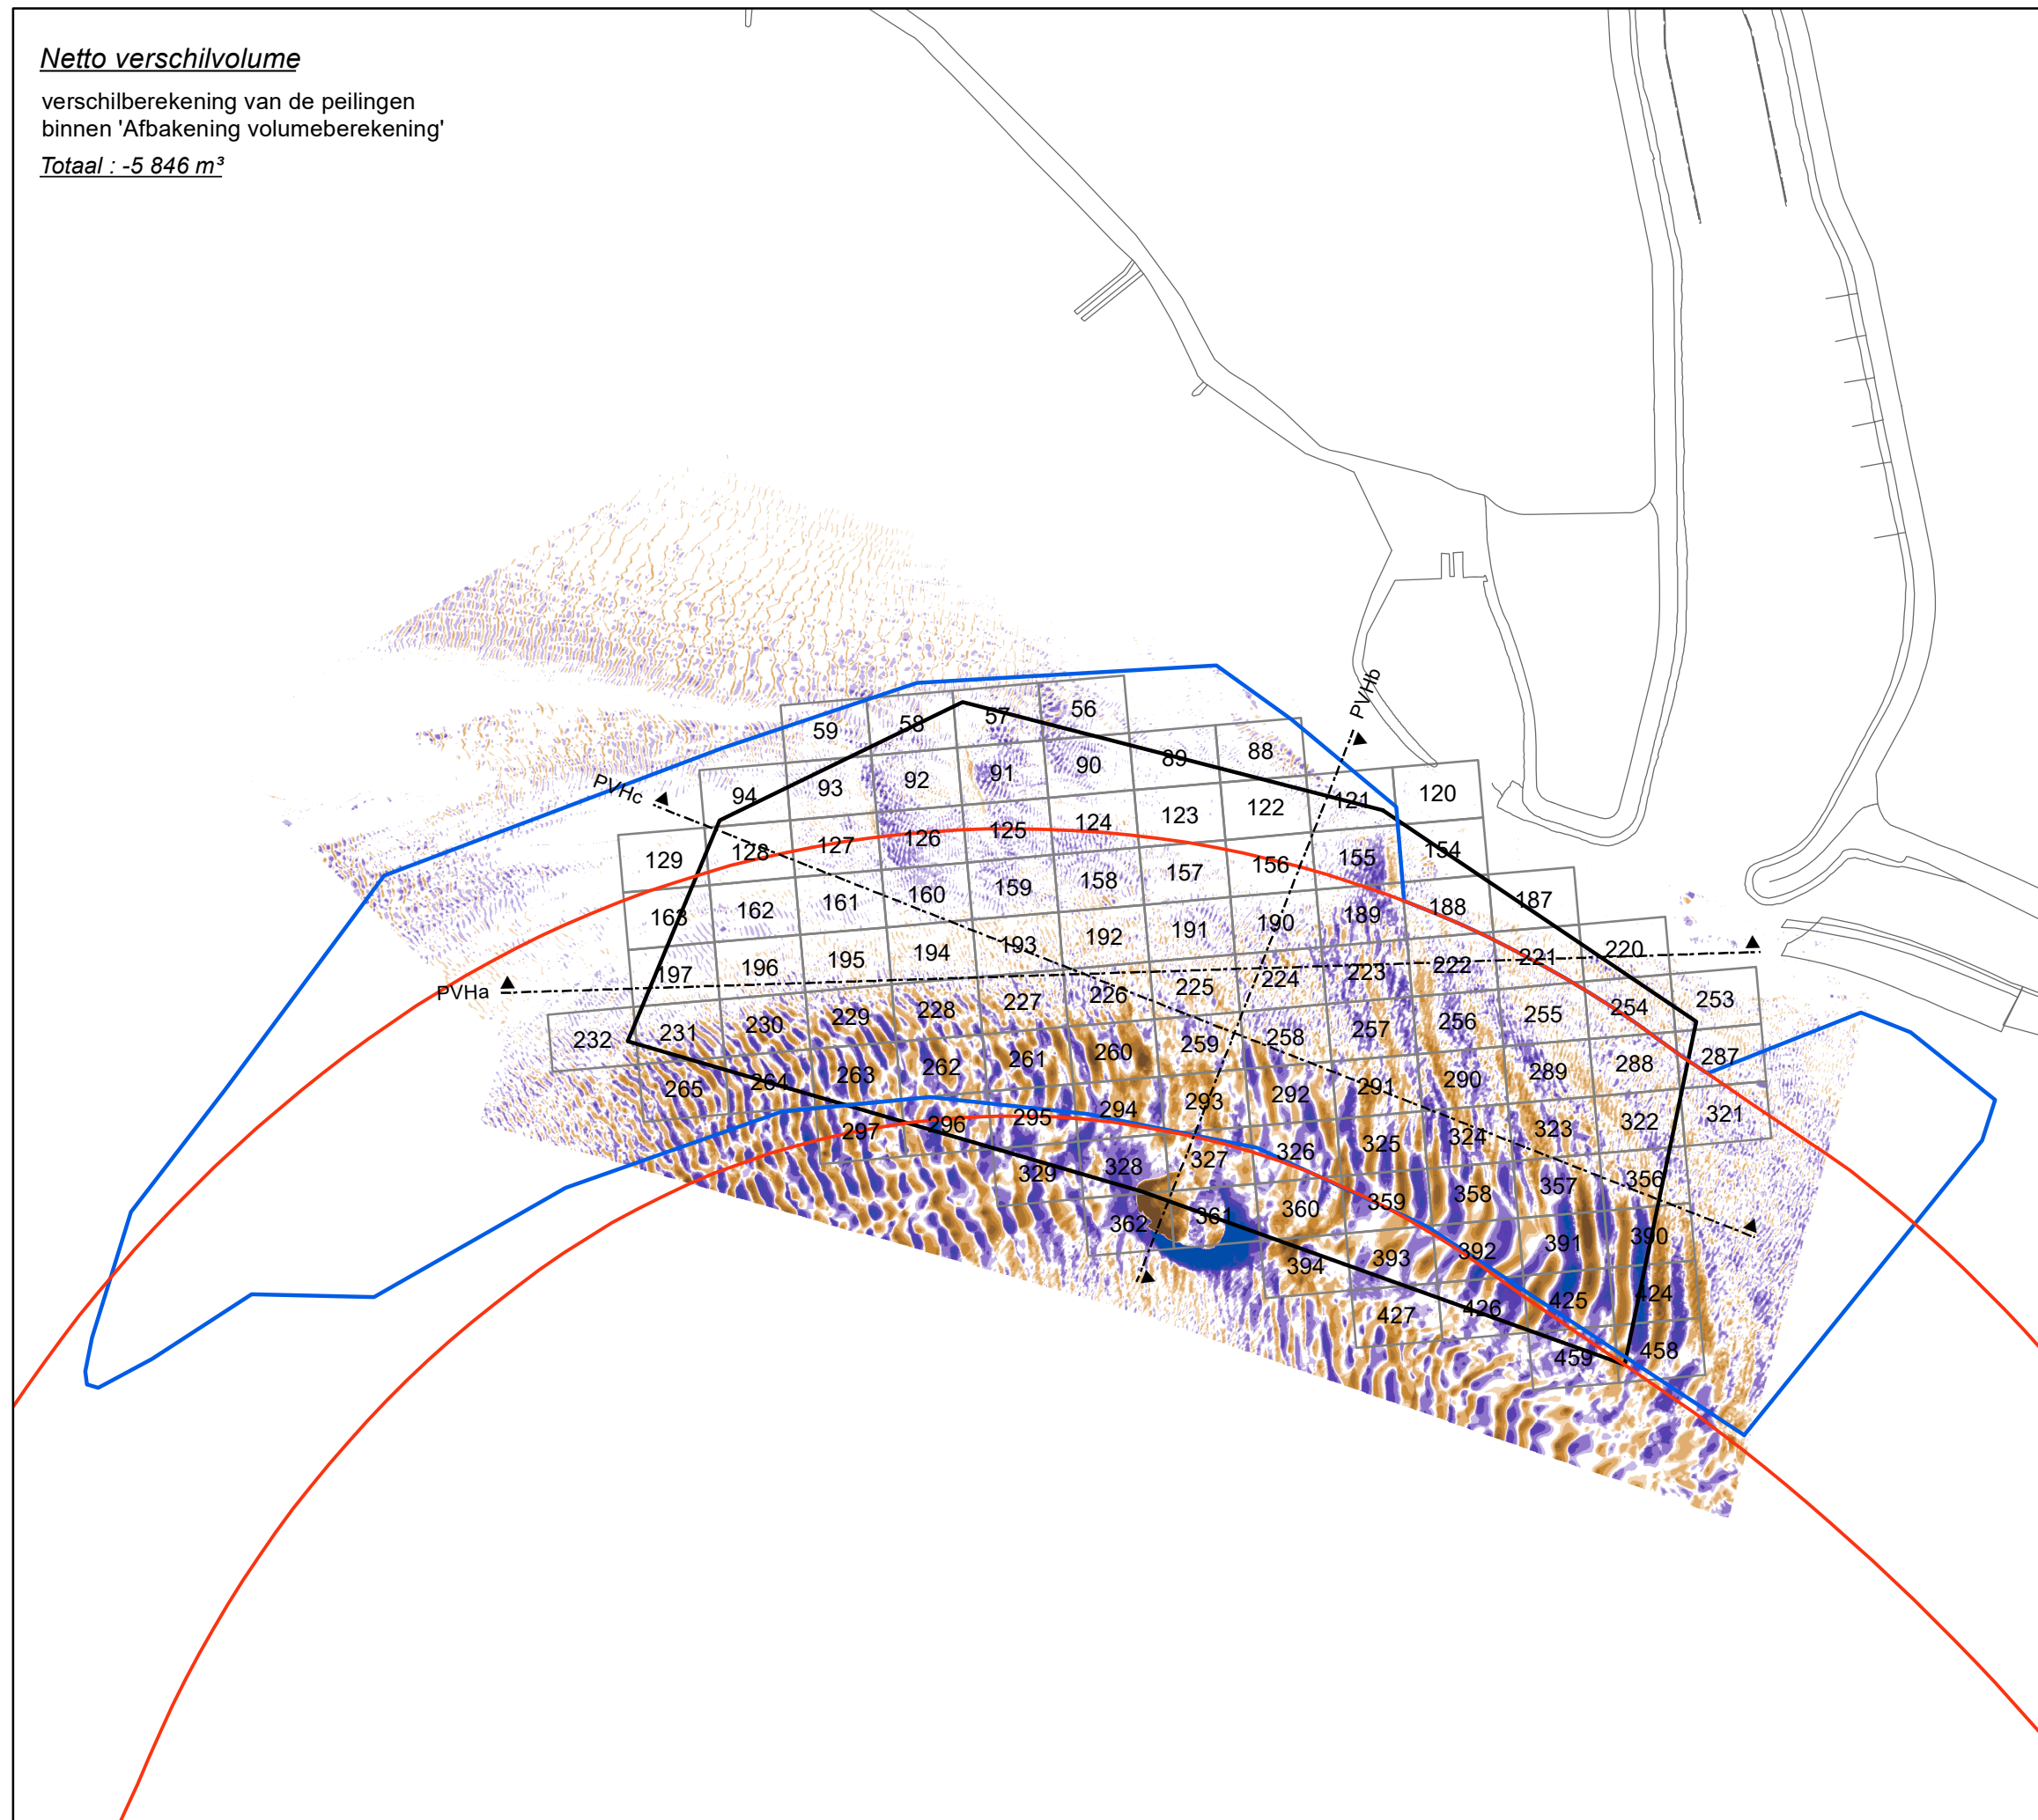 Netto verschilvolume
verschilberekening van de peilingen
binnen 'Afbakening volumeberekening'
Totaal : -5 846 m³
PVHb
59 58 57 56
94 93 92 91 90 89 88
PVHc
129 128 127 126 125 124 123 122 121 120
163 162 161 160 159 158 157 156 155 154
197 196 195 194 193 192 191 190 189 188 187
PVHa
232 231 230 229 228 227 226 225 224 223 222 221 220
265 264 263 262 261 260 259 258 257 256 255 254 253
297 296 295 294 293 292 291 290 289 288 287
329 328 327 326 325 324 323 322 321
362 361 360 359 358 357 356
394 393 392 391 390
427 426 425 424
459 458